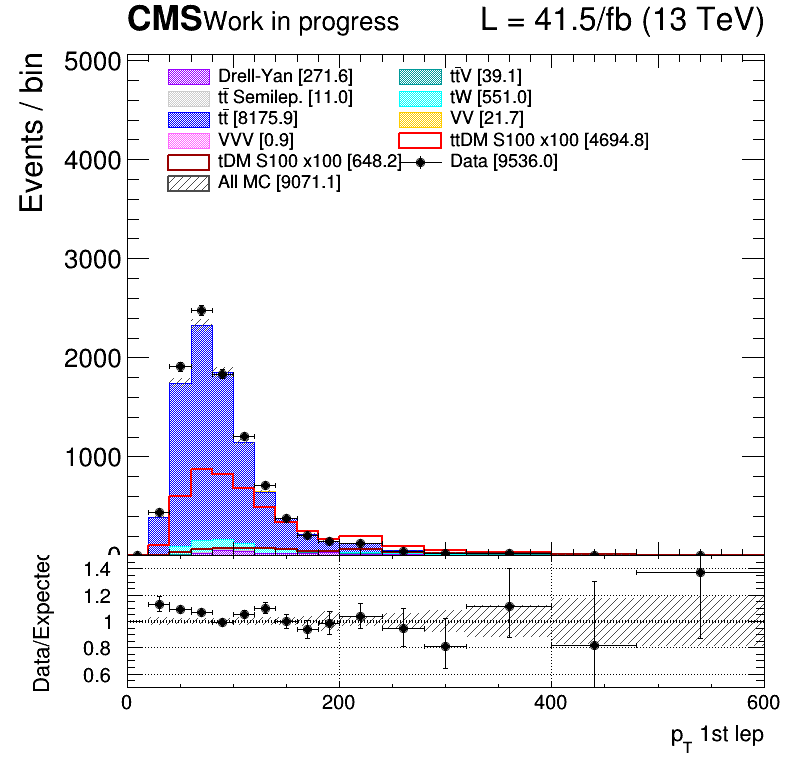 CMS Work in progress L = 41.5/fb (13 TeV)
Events / bin
5000
4000
3000
2000
1000
0
Drell-Yan [271.6] tt̄V [39.1]
tt̄ Semilep. [11.0] tW [551.0]
tt̄ [8175.9] VV [21.7]
VVV [0.9] ttDM S100 x100 [4694.8]
tDM S100 x100 [648.2] Data [9536.0]
All MC [9071.1]
Data/Expected
1.4
1.2
1
0.8
0.6
0 200 400 600
p_T 1st lep